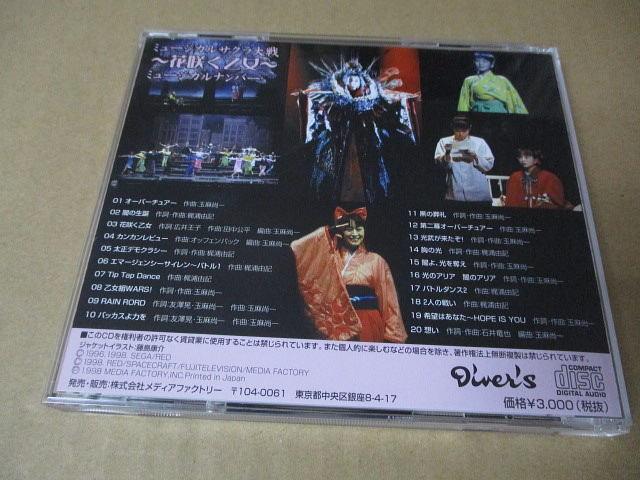 ミュージカルサクラ大戦
～花咲く乙女～
ミュージカルナンバー
01 オーバーチュアー 作曲:玉麻尚一
02 闇の生誕 作詞・作曲:梶浦由記
03 花咲く乙女 作詞:広井王子 作曲:田中公平 編曲:玉麻尚一
04 カンカンレビュー 作曲:オッフェンバック 編曲:玉麻尚一
05 太正デモクラシー 作詞・作曲:梶浦由記
06 エマージェンシーサイレン～バトル1 作曲:梶浦由記
07 Tip Tap Dance 作曲:梶浦由記
08 乙女組WARS! 作詞・作曲:玉麻尚一
09 RAIN RORD 作詞:友澤晃・玉麻尚一 作曲:玉麻尚一
10 バッカスよ力を 作詞:友澤晃・玉麻尚一 作曲:玉麻尚一
11 黒の葬礼 作詞・作曲:玉麻尚一
12 第二幕オーバーチュアー 作曲:玉麻尚一
13 光武が来たぞ! 作詞・作曲:玉麻尚一
14 胸の光 作詞・作曲:梶浦由記
15 闇よ、光を奪え 作詞・作曲:梶浦由記
16 光のアリア 闇のアリア 作詞・作曲:玉麻尚一
17 バトルダンス2 作曲:梶浦由記
18 2人の戦い 作詞・作曲:梶浦由記
19 希望はあなた～HOPE IS YOU 作詞・作曲:玉麻尚一
20 想い 作詞・作曲:石井竜也 編曲:玉麻尚一
■このCDを権利者の許可なく賃貸業に使用することを禁じられています。また個人的に楽しむなどの場合を除き、著作権法上無断複製は禁じられています。
ジャケットイラスト:藤島康介
©1996,1998. SEGA/RED
©1998. RED/SPACECRAFT/FUJITELEVISION/MEDIA FACTORY
℗1998 MEDIA FACTORY,INC.Printed in Japan
発売・販売:株式会社メディアファクトリー 〒104-0061 東京都中央区銀座8-4-17
Diver's
COMPACT
disc
DIGITAL AUDIO
価格¥3,000(税抜)